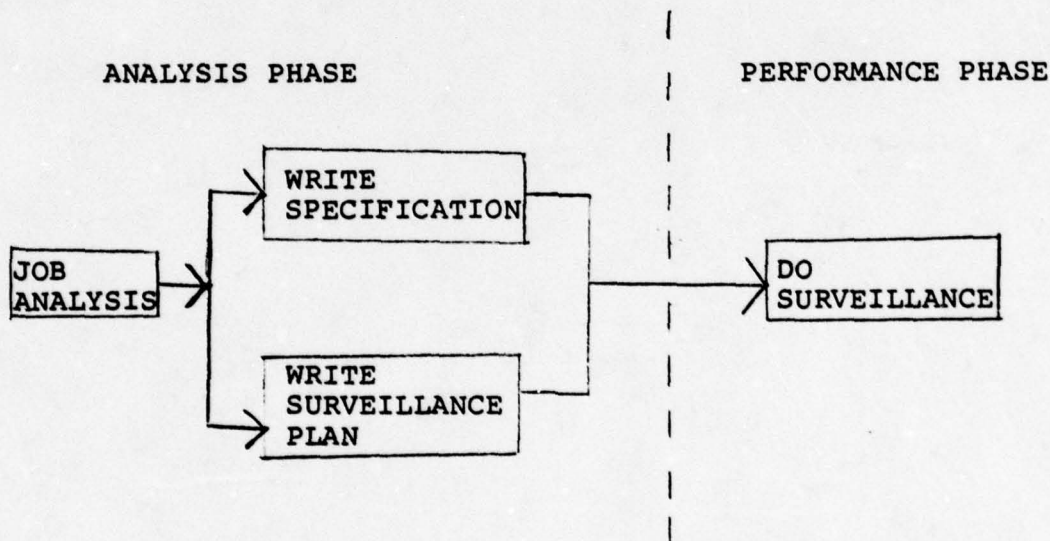 ANALYSIS PHASE
PERFORMANCE PHASE
WRITE
SPECIFICATION
JOB
ANALYSIS
WRITE
SURVEILLANCE
PLAN
DO
SURVEILLANCE